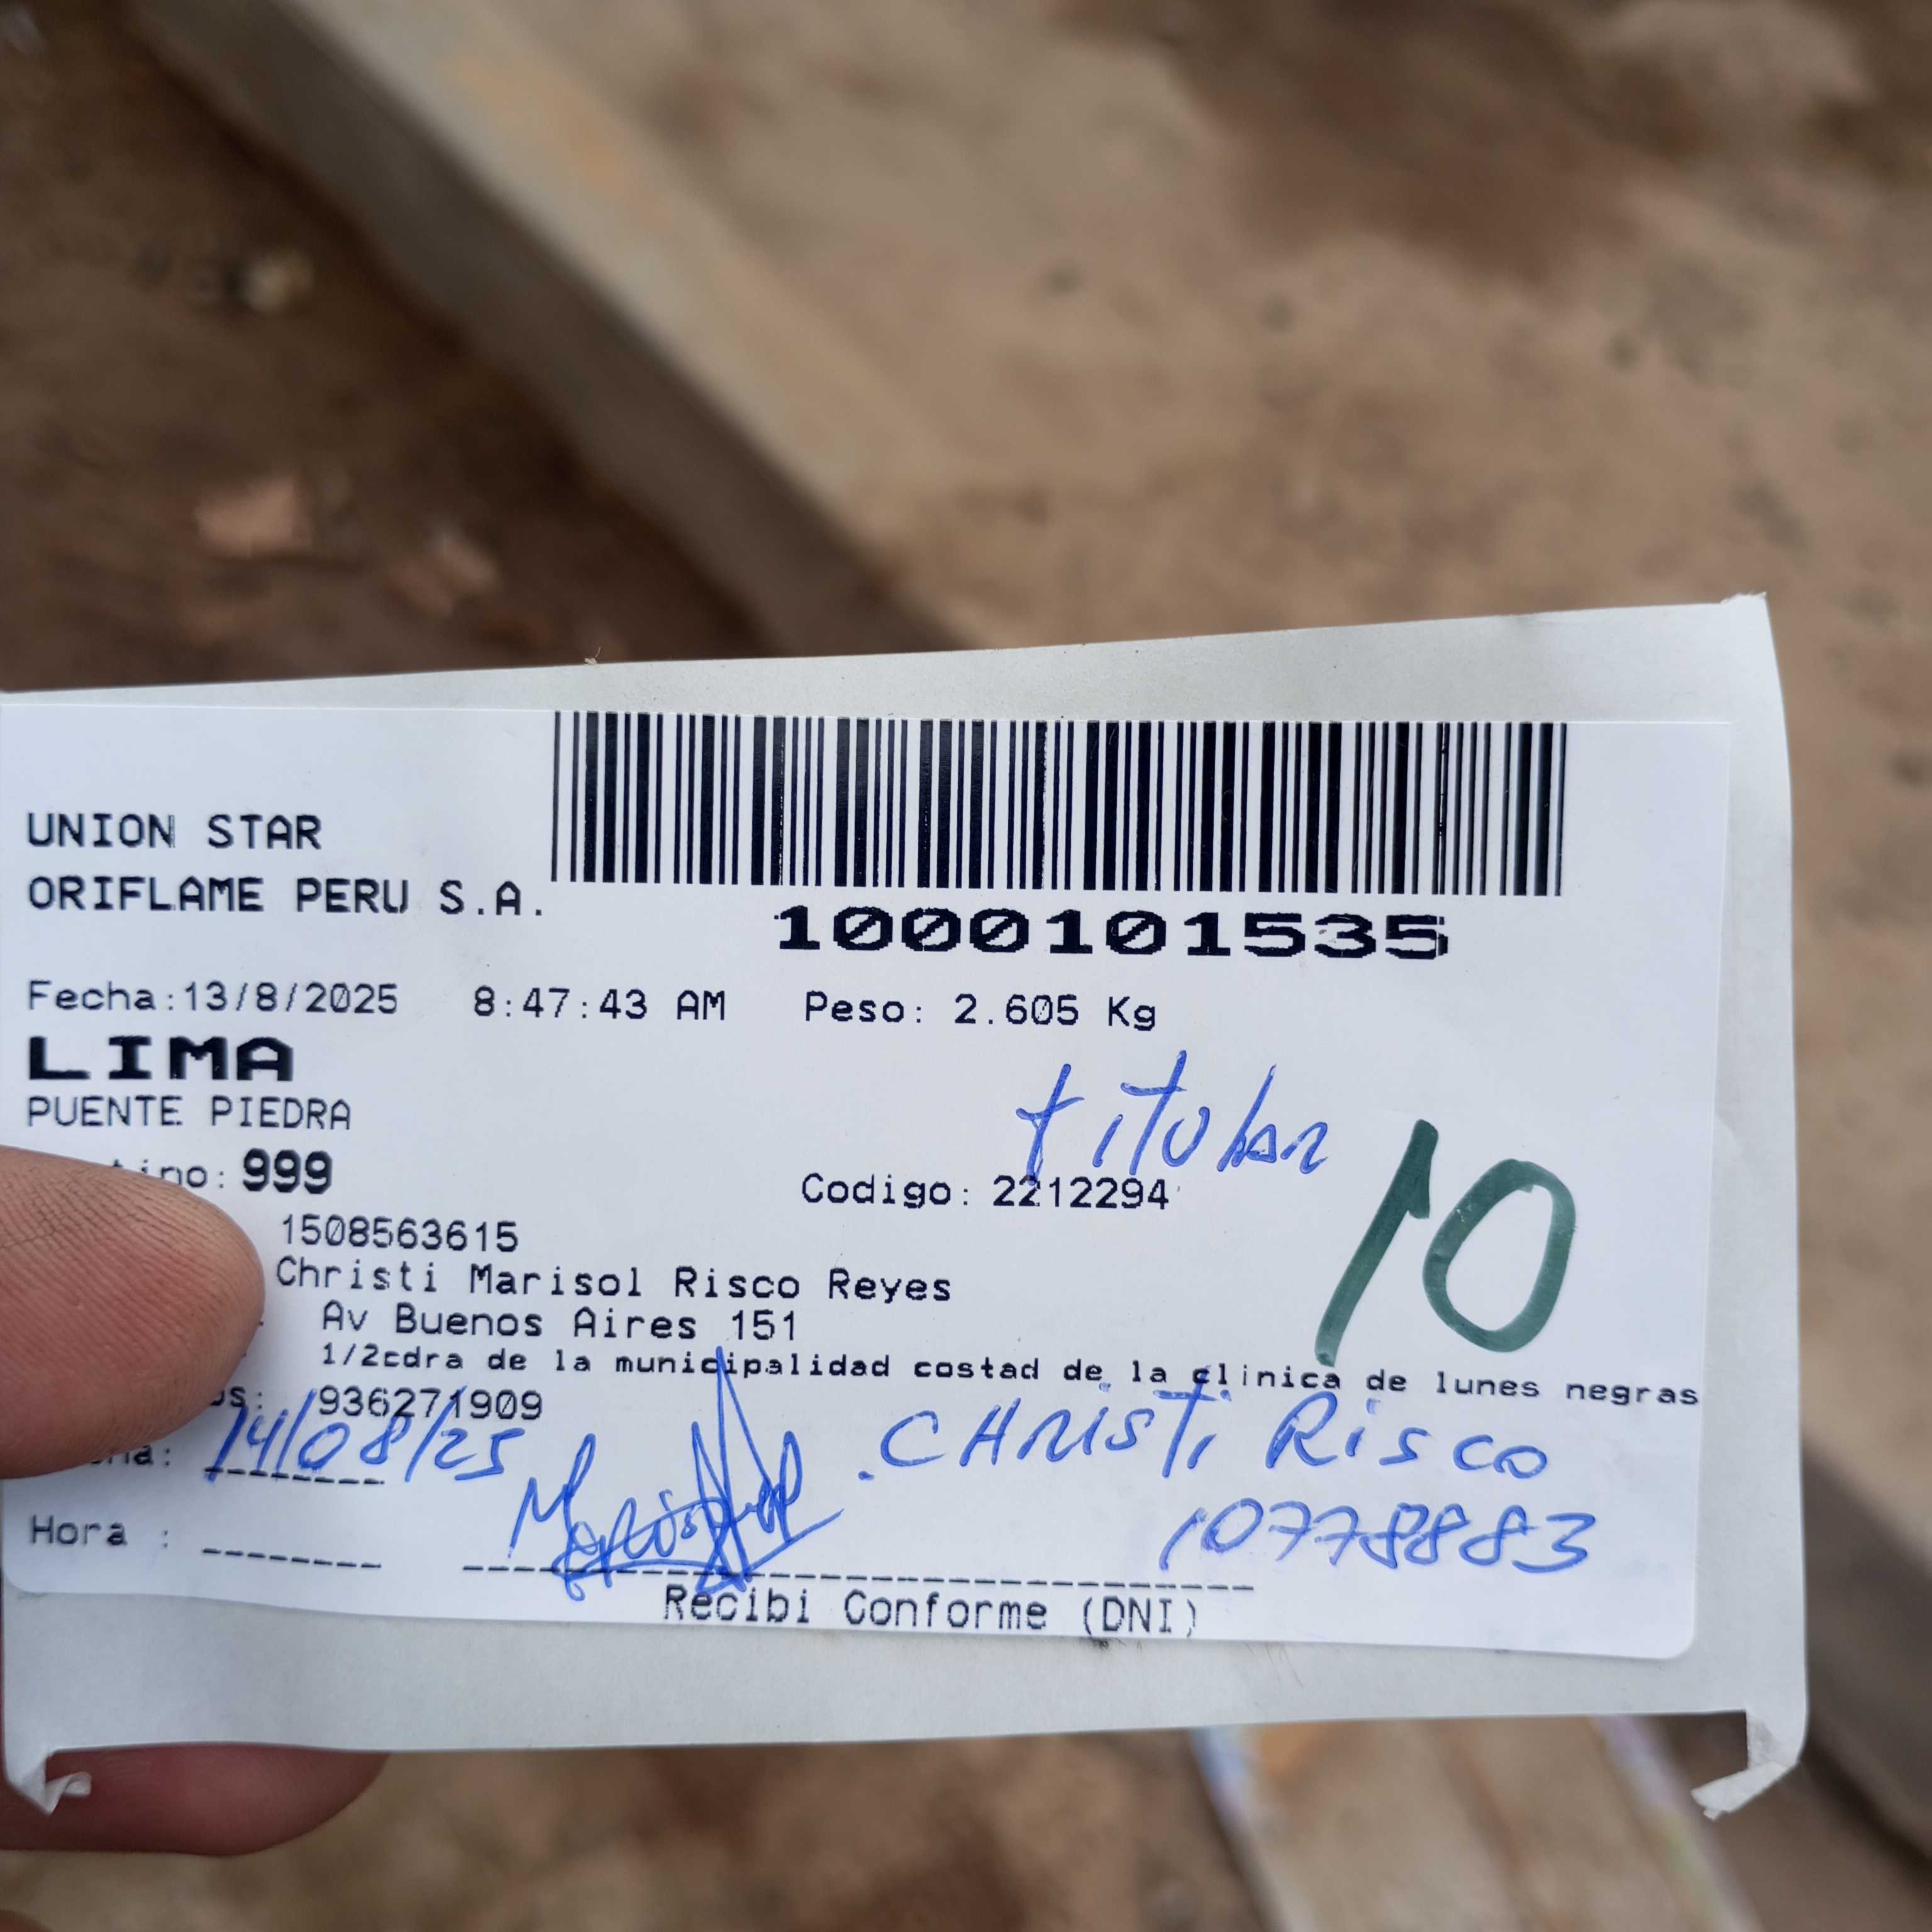 UNION STAR
ORIFLAME PERU S.A.
1000101535
Fecha:13/8/2025 8:47:43 AM Peso: 2.605 Kg
LIMA
PUENTE PIEDRA
titular
tino: 999
Codigo: 2212294
10
1508563615
Christi Marisol Risco Reyes
Av Buenos Aires 151
1/2cdra de la municipalidad costad de la clinica de lunes negras
os: 936271909
ha: 14/08/25
CHRISTi Risco
10778883
Hora :
Recibi Conforme (DNI)